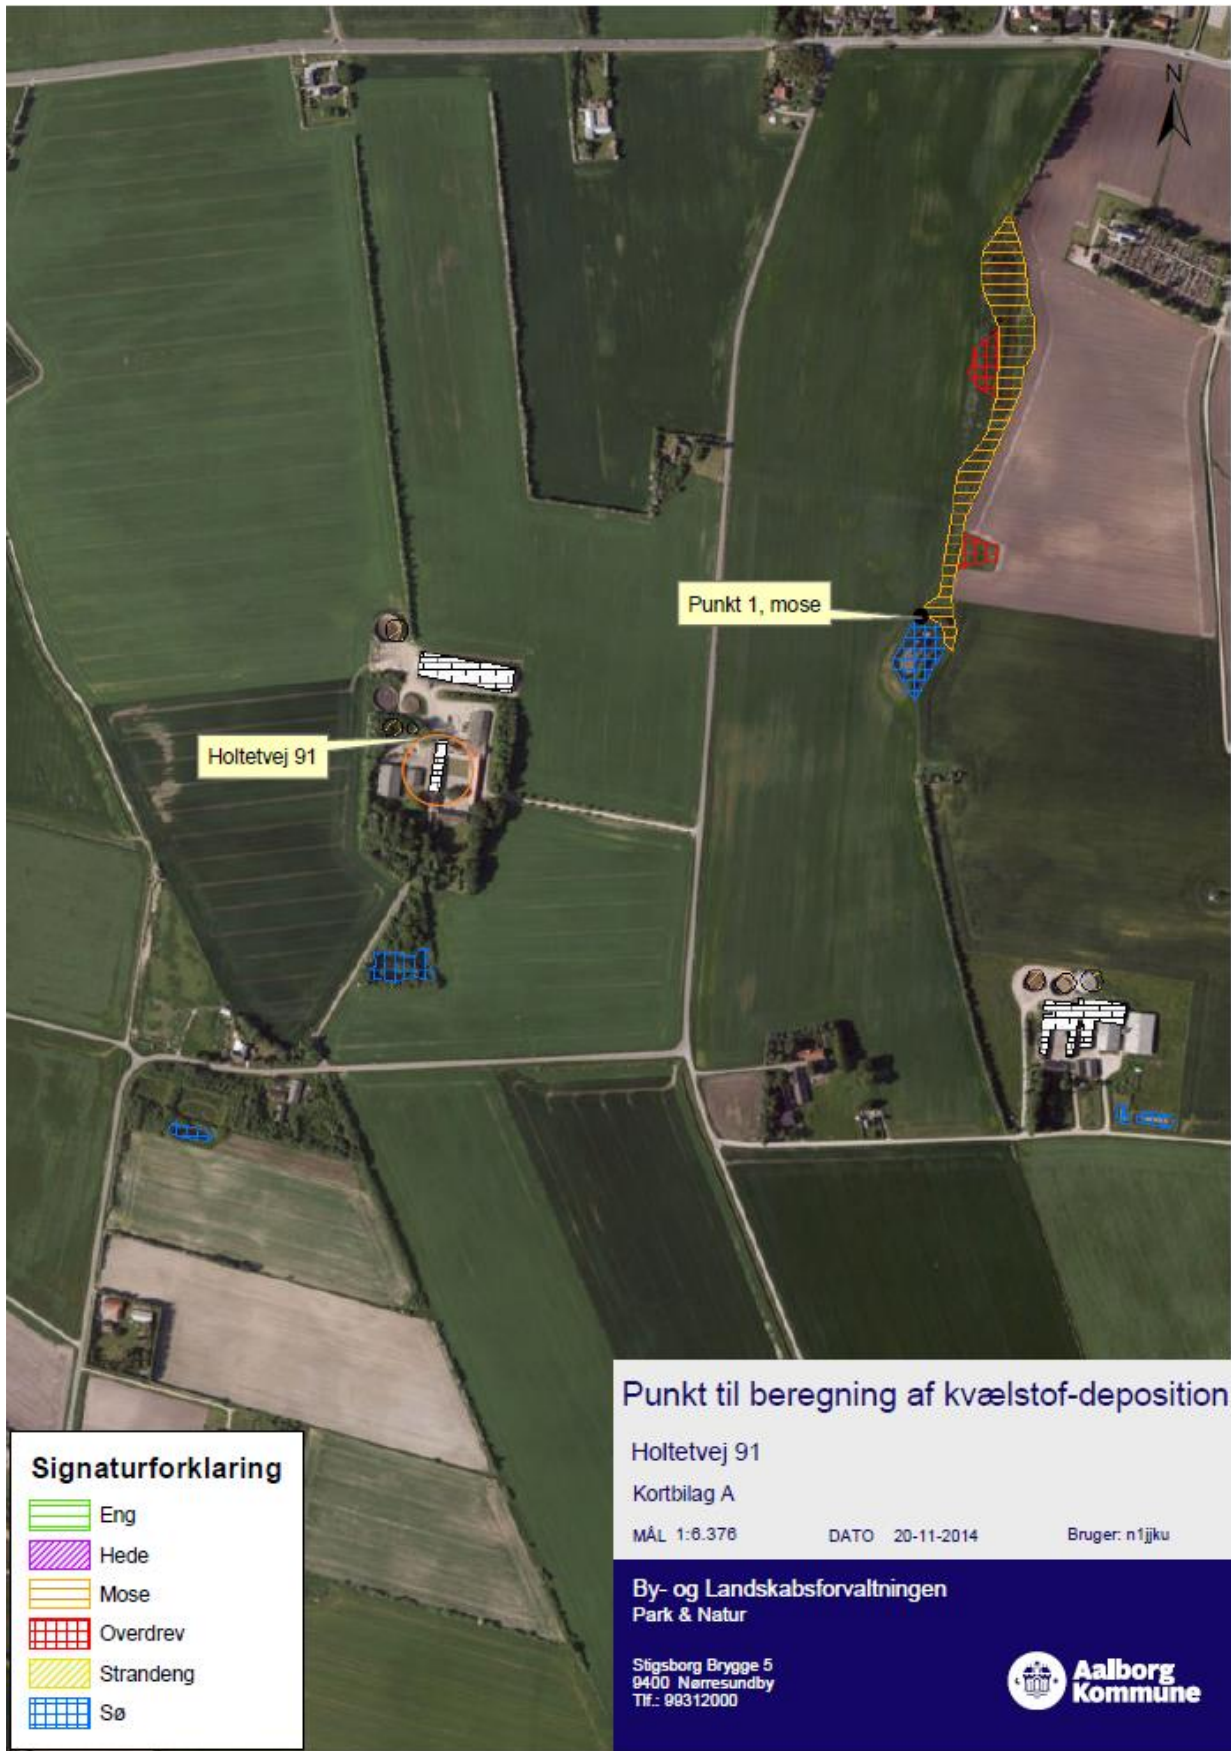 N
Punkt 1, mose
Holtetvej 91
Punkt til beregning af kvælstof-deposition
Holtetvej 91
Kortbilag A
MÅL 1:6.376 DATO 20-11-2014 Bruger: n1jjku
Signaturforklaring
Eng
Hede
Mose
Overdrev
Strandeng
Sø
By- og Landskabsforvaltningen
Park & Natur
Stigsborg Brygge 5
9400 Nørresundby
Tlf.: 99312000
Aalborg
Kommune